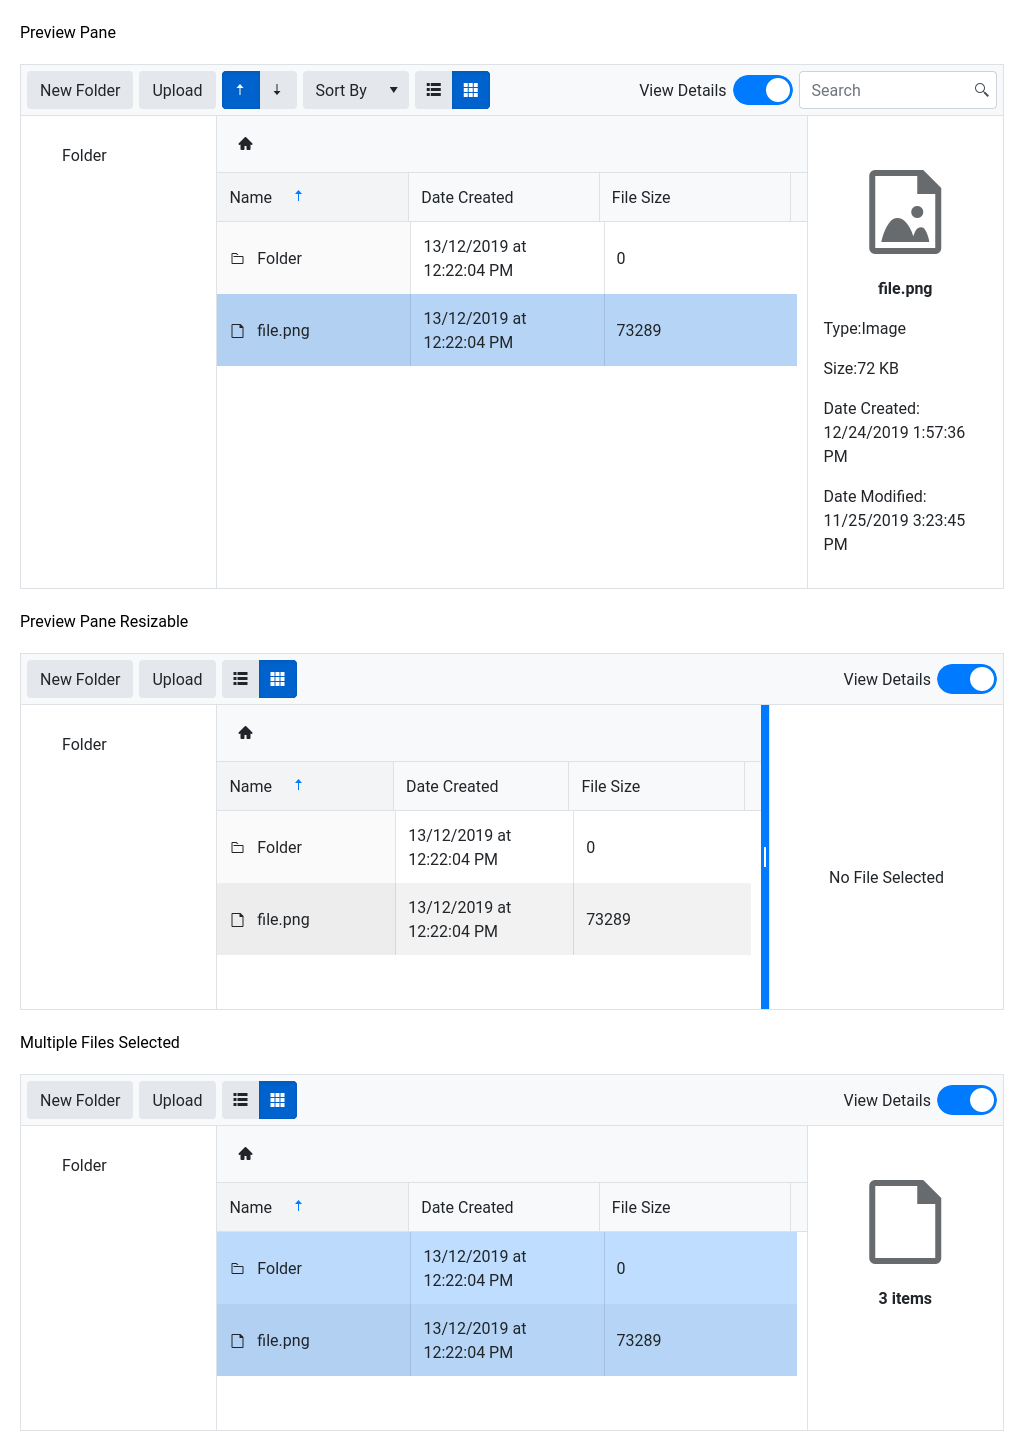 Preview Pane
New Folder Upload Sort By View Details Search
Folder
Name Date Created File Size
Folder 13/12/2019 at 12:22:04 PM 0
file.png 13/12/2019 at 12:22:04 PM 73289
file.png
Type:Image
Size:72 KB
Date Created:
12/24/2019 1:57:36
PM
Date Modified:
11/25/2019 3:23:45
PM
Preview Pane Resizable
New Folder Upload View Details
Folder
Name Date Created File Size
Folder 13/12/2019 at 12:22:04 PM 0
file.png 13/12/2019 at 12:22:04 PM 73289
No File Selected
Multiple Files Selected
New Folder Upload View Details
Folder
Name Date Created File Size
Folder 13/12/2019 at 12:22:04 PM 0
file.png 13/12/2019 at 12:22:04 PM 73289
3 items